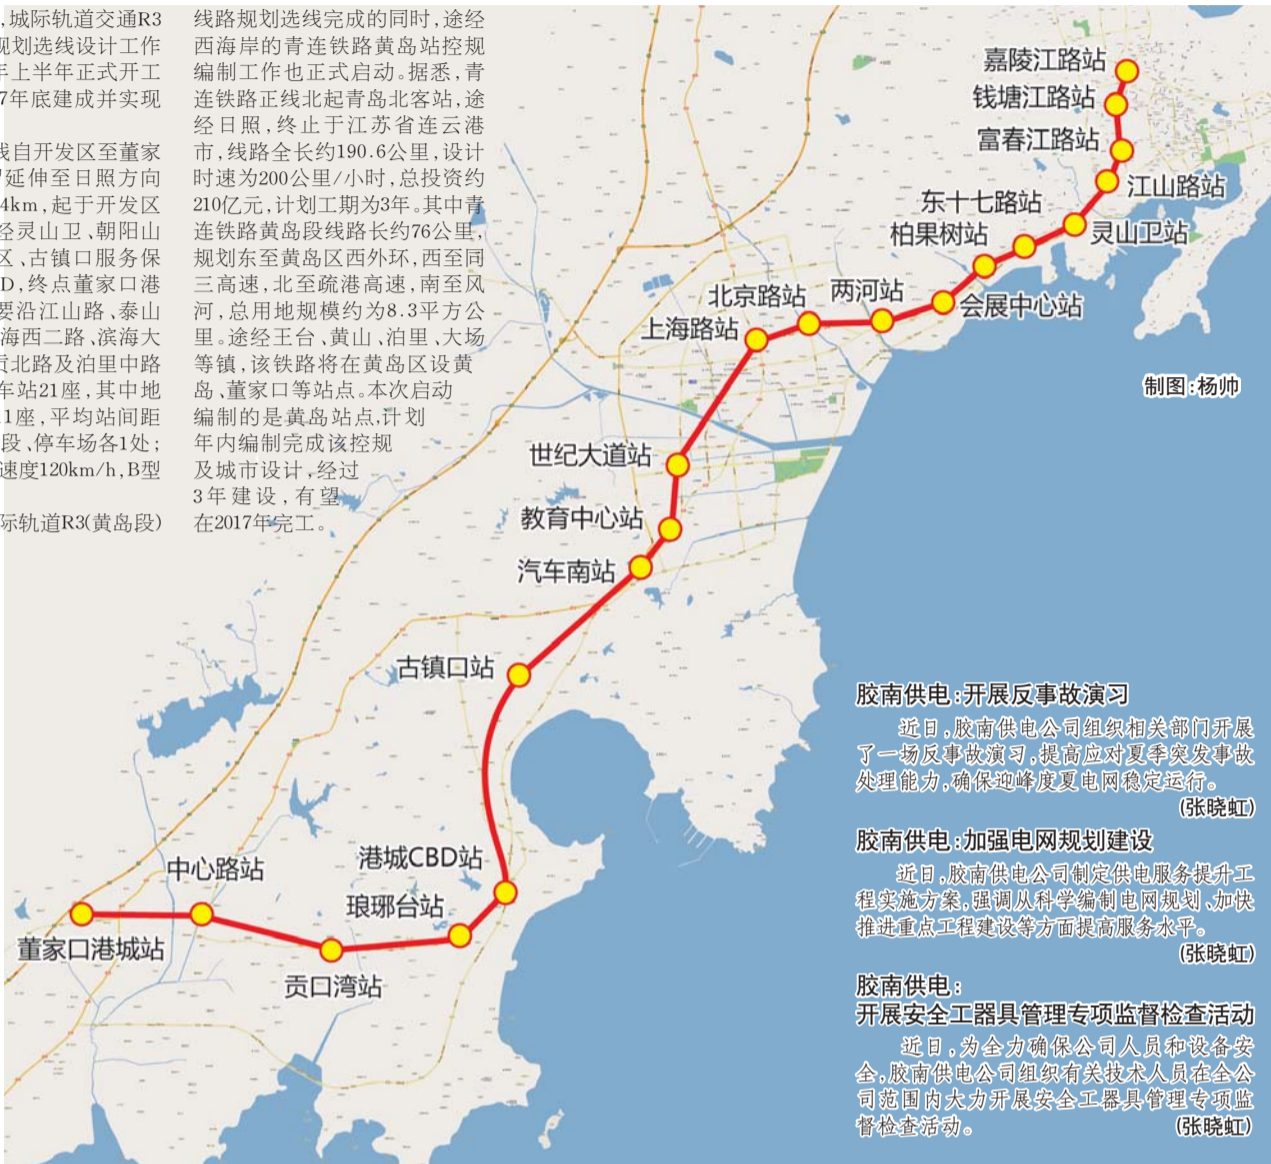 ,城际轨道交通R3
规划选线设计工作
年上半年正式开工
7年底建成并实现
线自开发区至董家
延伸至日照方向
4km,起于开发区
经灵山卫、朝阳山
区、古镇口服务保
D,终点董家口港
要沿江山路、泰山
海西二路、滨海大
贡北路及泊里中路
车站21座,其中地
1座,平均站间距
段、停车场各1处;
速度120km/h,B型
际轨道R3(黄岛段)
线路规划选线完成的同时,途经
西海岸的青连铁路黄岛站控规
编制工作也正式启动。据悉,青
连铁路正线北起青岛北客站,途
经日照,终止于江苏省连云港
市,线路全长约190.6公里,设计
时速为200公里/小时,总投资约
210亿元,计划工期为3年。其中青
连铁路黄岛段线路长约76公里,
规划东至黄岛区西外环,西至同
三高速,北至疏港高速,南至风
河,总用地规模约为8.3平方公
里。途经王台、黄山、泊里、大场
等镇,该铁路将在黄岛区设黄
岛、董家口等站点。本次启动
编制的是黄岛站点,计划
年内编制完成该控规
及城市设计,经过
3年建设,有望
在2017年完工。
嘉陵江路站
钱塘江路站
富春江路站
江山路站
东十七路站
灵山卫站
柏果树站
会展中心站
两河站
北京路站
上海路站
制图:杨帅
世纪大道站
教育中心站
汽车南站
古镇口站
港城CBD站
琅琊台站
中心路站
董家口港城站
贡口湾站
胶南供电:开展反事故演习
近日,胶南供电公司组织相关部门开展
了一场反事故演习,提高应对夏季突发事故
处理能力,确保迎峰度夏电网稳定运行。
(张晓虹)
胶南供电:加强电网规划建设
近日,胶南供电公司制定供电服务提升工
程实施方案,强调从科学编制电网规划、加快
推进重点工程建设等方面提高服务水平。
(张晓虹)
胶南供电:
开展安全工器具管理专项监督检查活动
近日,为全力确保公司人员和设备安
全,胶南供电公司组织有关技术人员在全公
司范围内大力开展安全工器具管理专项监
督检查活动。 (张晓虹)